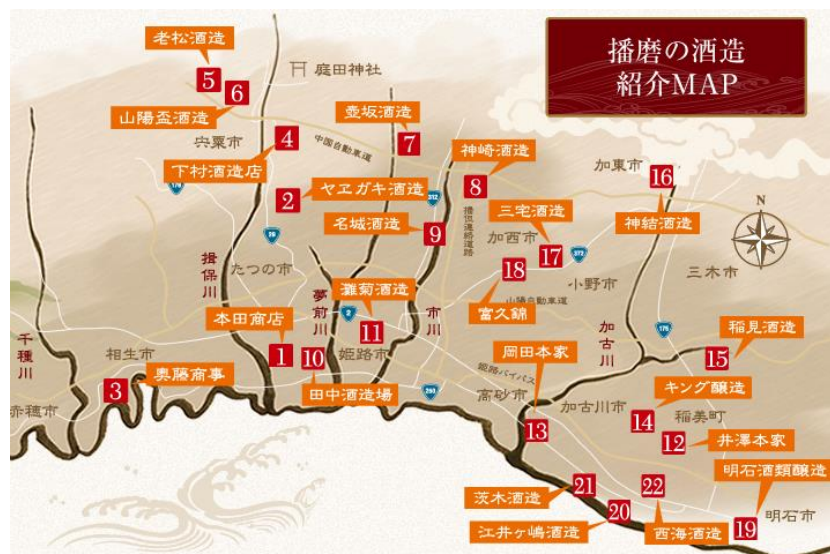 播磨の酒造
紹介MAP
老松酒造
5
6
庭田神社
山陽盃酒造
宍粟市
4
中国自動車道
壺坂酒造
7
神崎酒造
下村酒造店
加東市
16
8
2
ヤヱガキ酒造
312
三宅酒造
神結酒造
N
179
名城酒造
9
播但連絡道路
加西市
17
372
29
揖保川
たつの市
18
小野市
三木市
灘菊酒造
富久錦
山陽自動車道
夢前川
市川
本田商店
2
11
加古川
175
千種川
相生市
1
10
姫路市
岡田本家
15
稲見酒造
奥藤商事
3
姫路バイパス
キング醸造
赤穂市
田中酒造場
250
高砂市
加古川市
14
稲美町
13
12
井澤本家
明石酒類醸造
21
22
茨木酒造
20
江井ヶ嶋酒造
西海酒造
19
明石市